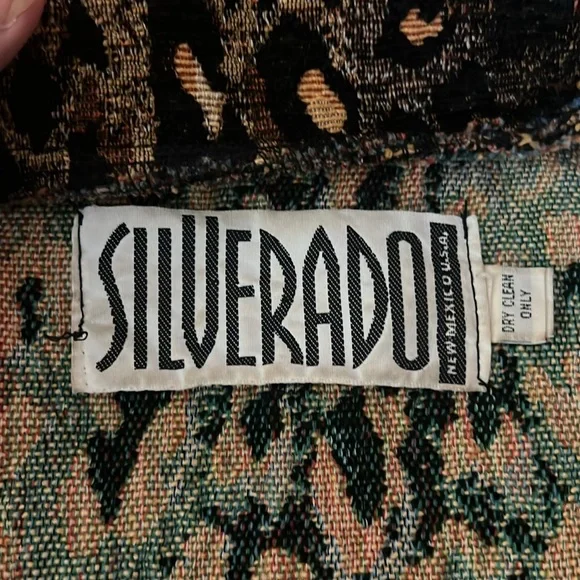 SILVERADO
NEW MEXICO U.S.A.
DRY CLEAN
ONLY